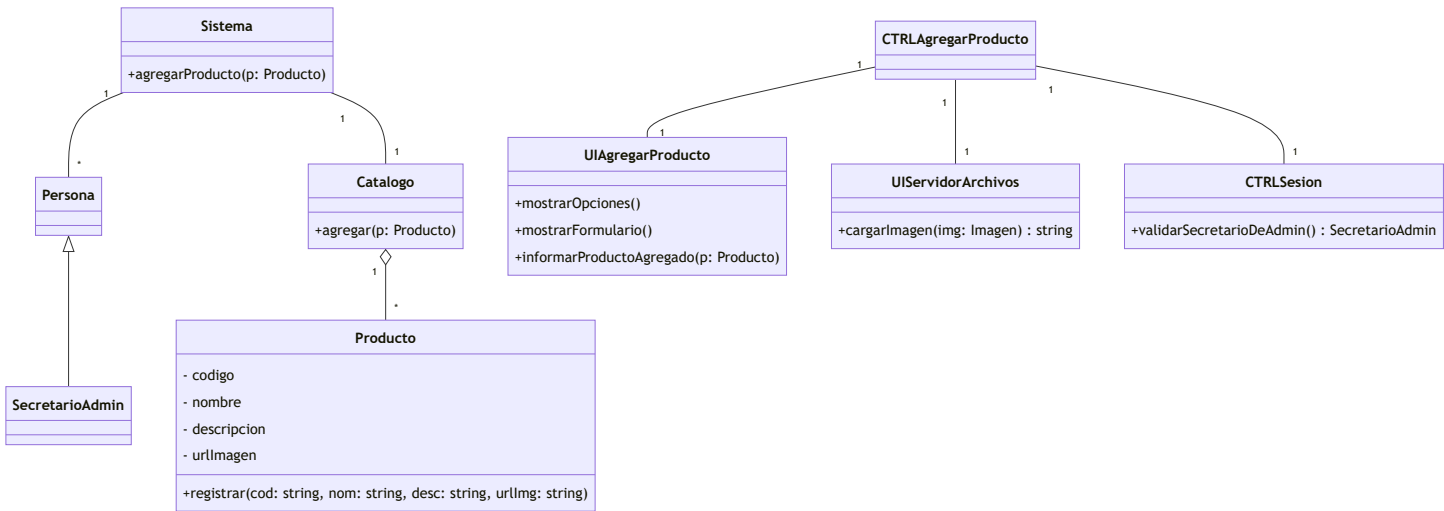 Sistema
+agregarProducto(p: Producto)
1
1
*
1
Persona
Catalogo
+agregar(p: Producto)
1
*
SecretarioAdmin
Producto
- codigo
- nombre
- descripcion
- urlImagen
+registrar(cod: string, nom: string, desc: string, urlImg: string)
CTRLAgregarProducto
1
1
1
1
1
1
UIAgregarProducto
+mostrarOpciones()
+mostrarFormulario()
+informarProductoAgregado(p: Producto)
UIServidorArchivos
+cargarImagen(img: Imagen) : string
CTRLSesion
+validarSecretarioDeAdmin() : SecretarioAdmin